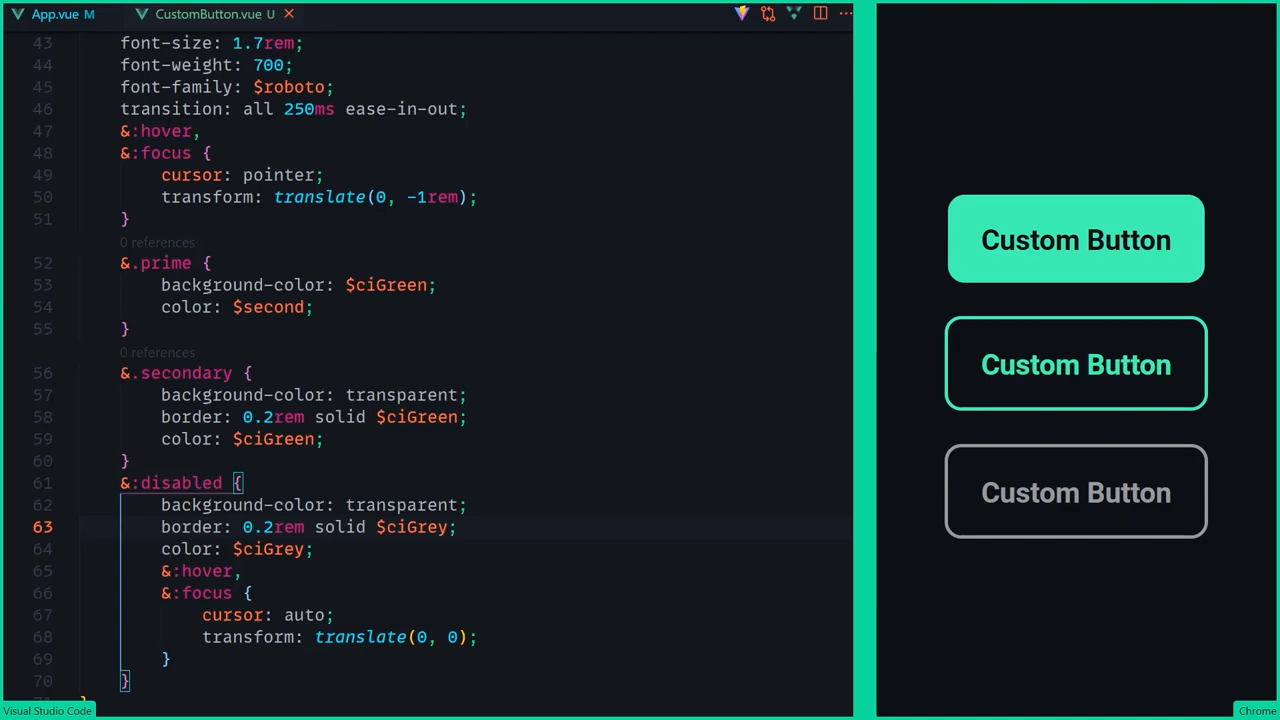 App.vue M CustomButton.vue U
43 font-size: 1.7rem;
44 font-weight: 700;
45 font-family: $roboto;
46 transition: all 250ms ease-in-out;
47 &:hover,
48 &:focus {
49 cursor: pointer;
50 transform: translate(0, -1rem);
51 }
0 references
52 &.prime {
53 background-color: $ciGreen;
54 color: $second;
55 }
0 references
56 &.secondary {
57 background-color: transparent;
58 border: 0.2rem solid $ciGreen;
59 color: $ciGreen;
60 }
61 &:disabled {
62 background-color: transparent;
63 border: 0.2rem solid $ciGrey;
64 color: $ciGrey;
65 &:hover,
66 &:focus {
67 cursor: auto;
68 transform: translate(0, 0);
69 }
70 }
Visual Studio Code
Custom Button
Custom Button
Custom Button
Chrome